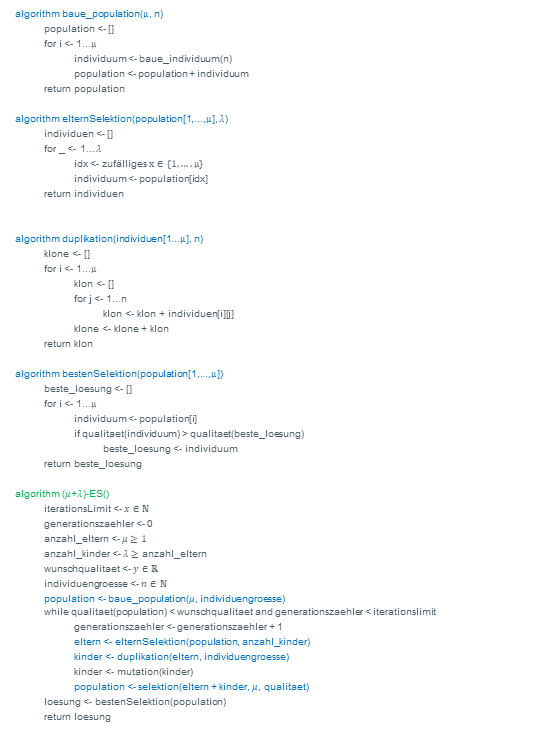 algorithm baue_population(μ, n)
population <- []
for i <- 1...μ
individuum <- baue_individuum(n)
population <- population + individuum
return population
algorithm elternSelektion(population[1,...,μ], λ)
individuen <- []
for _ <- 1...λ
idx <- zufälliges x ∈ {1, ... , μ}
individuum <- population[idx]
return individuen
algorithm duplikation(individuen[1...μ], n)
klone <- []
for i <- 1...μ
klon <- []
for j <- 1...n
klon <- klon + individuen[i][j]
klone <- klone + klon
return klon
algorithm bestenSelektion(population[1,...,μ])
beste_loesung <- []
for i <- 1...μ
individuum <- population[i]
if qualitaet(individuum) > qualitaet(beste_loesung)
beste_loesung <- individuum
return beste_loesung
algorithm (μ+λ)-ES()
iterationsLimit <- x ∈ ℕ
generationszaehler <- 0
anzahl_eltern <- μ ≥ 1
anzahl_kinder <- λ ≥ anzahl_eltern
wunschqualitaet <- y ∈ ℝ
individuengroesse <- n ∈ ℕ
population <- baue_population(μ, individuengroesse)
while qualitaet(population) < wunschqualitaet and generationszaehler < iterationslimit
generationszaehler <- generationszaehler + 1
eltern <- elternSelektion(population, anzahl_kinder)
kinder <- duplikation(eltern, individuengroesse)
kinder <- mutation(kinder)
population <- selektion(eltern + kinder, μ, qualitaet)
loesung <- bestenSelektion(population)
return loesung